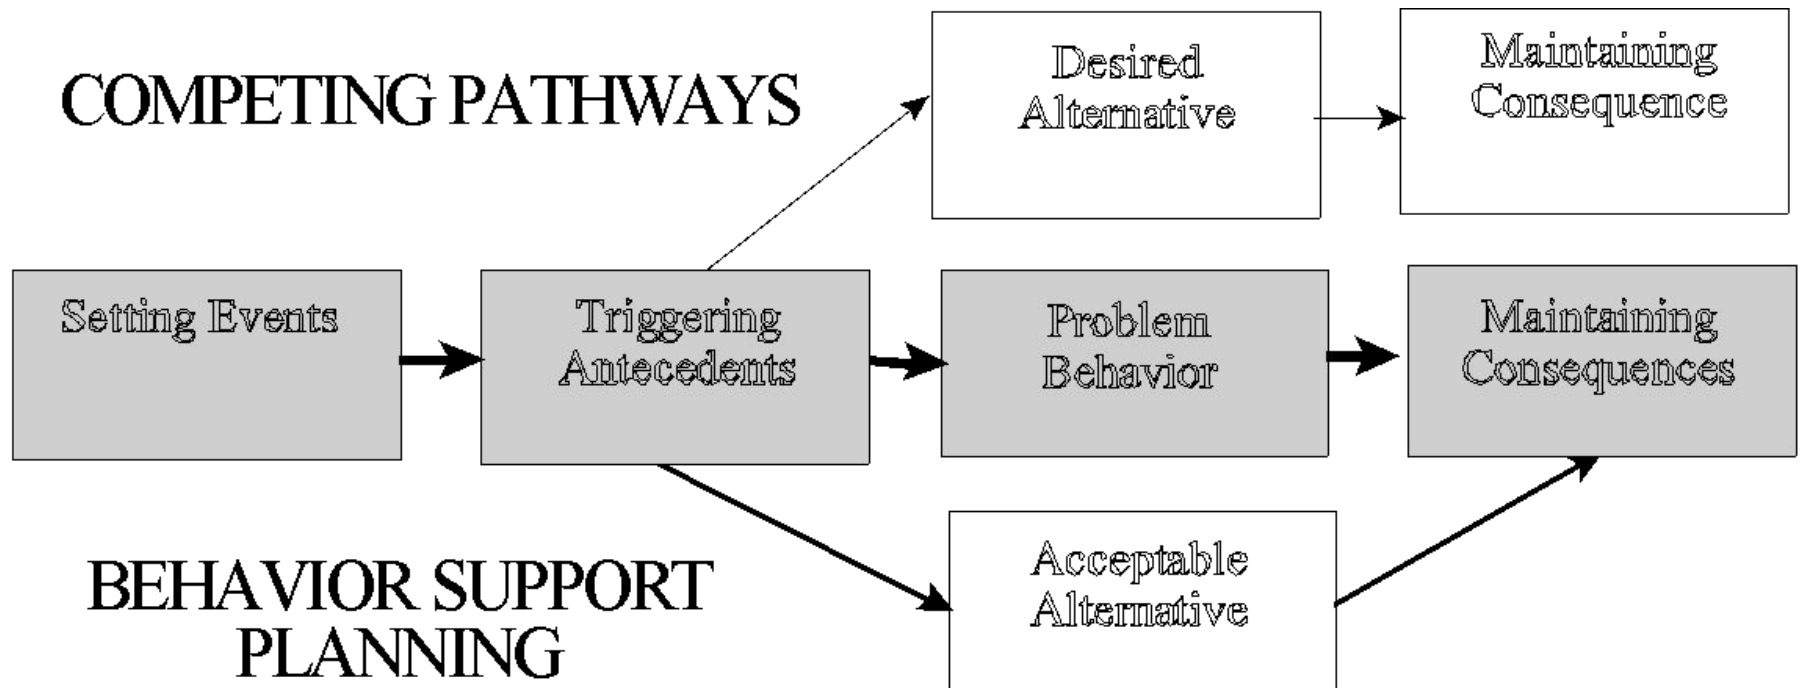 COMPETING PATHWAYS
Desired
Alternative
Maintaining
Consequence
Setting Events
Triggering
Antecedents
Problem
Behavior
Maintaining
Consequences
BEHAVIOR SUPPORT
PLANNING
Acceptable
Alternative